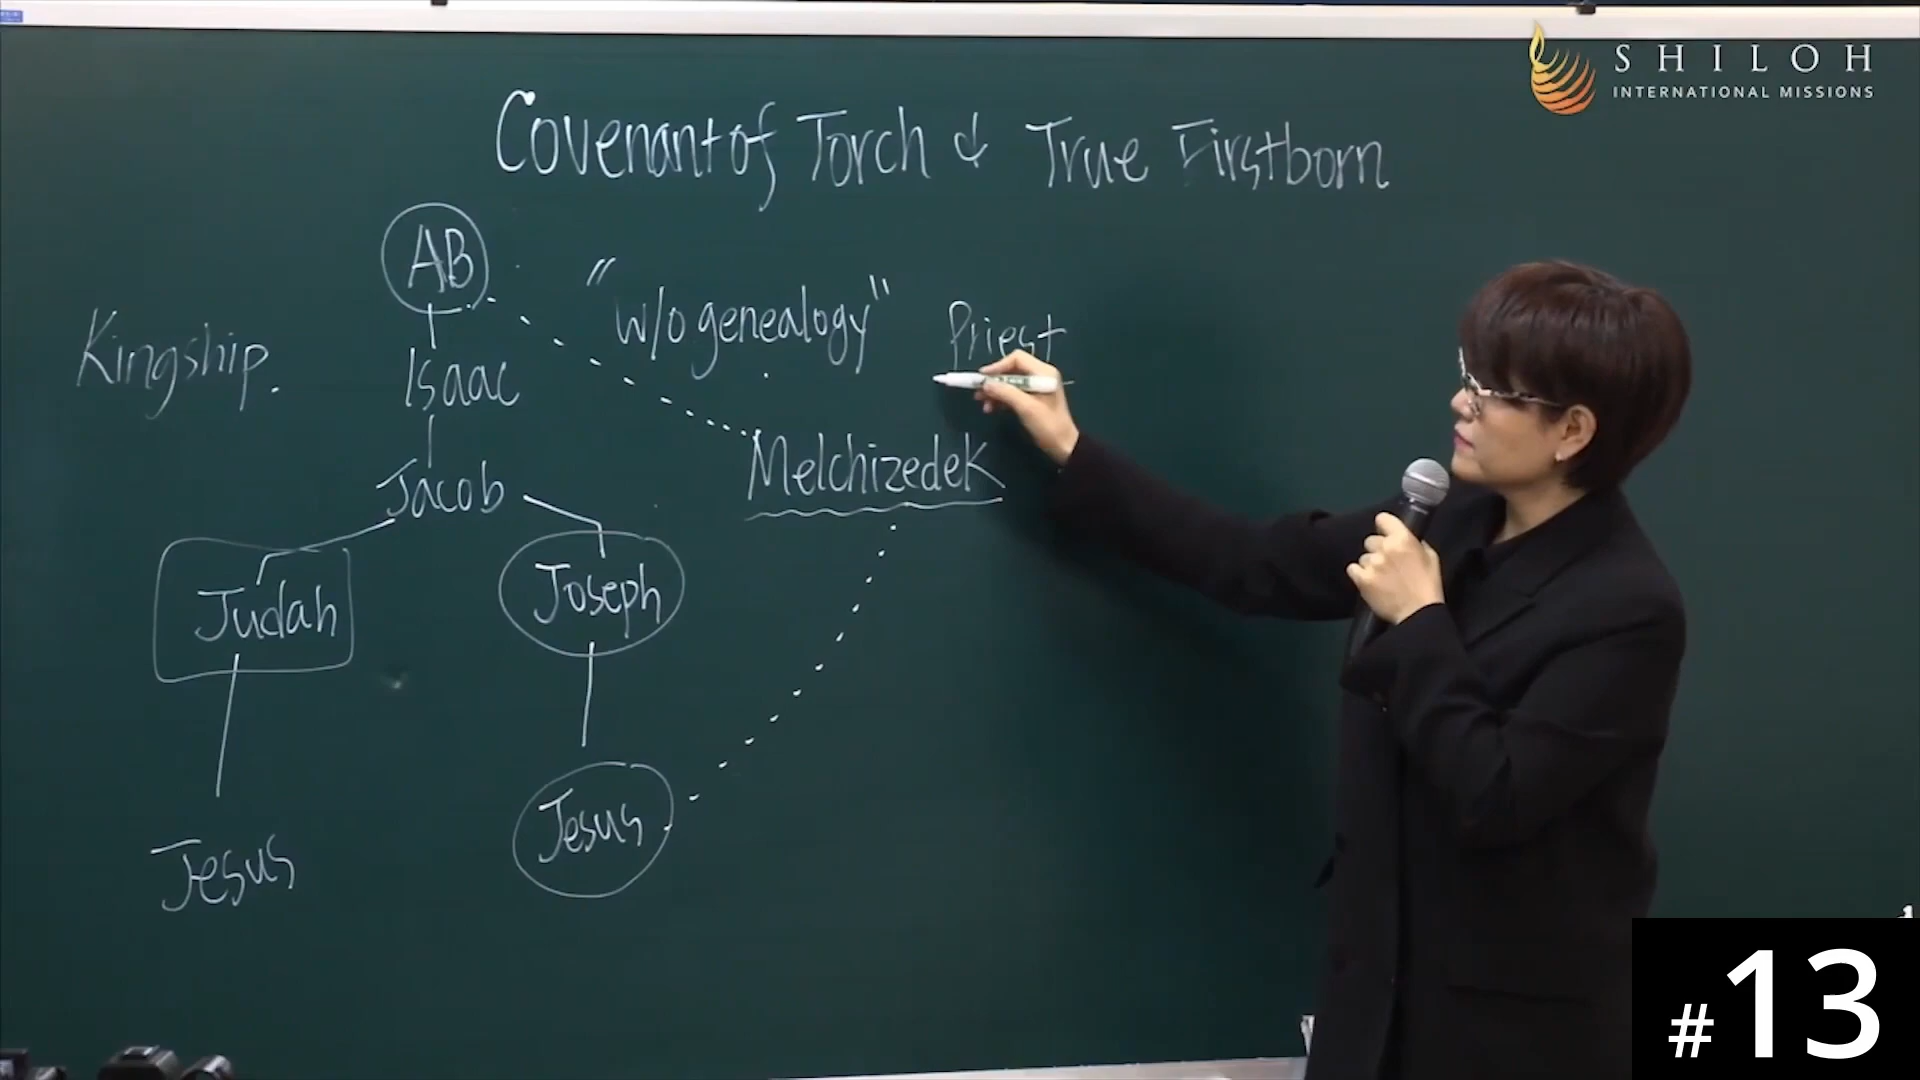 SHILOH
INTERNATIONAL MISSIONS
Covenant of Torch & True Firstborn
AB
"w/o genealogy"
Priest
Kingship.
Isaac
Melchizedek
Jacob
Judah
Joseph
Jesus
Jesus
#13